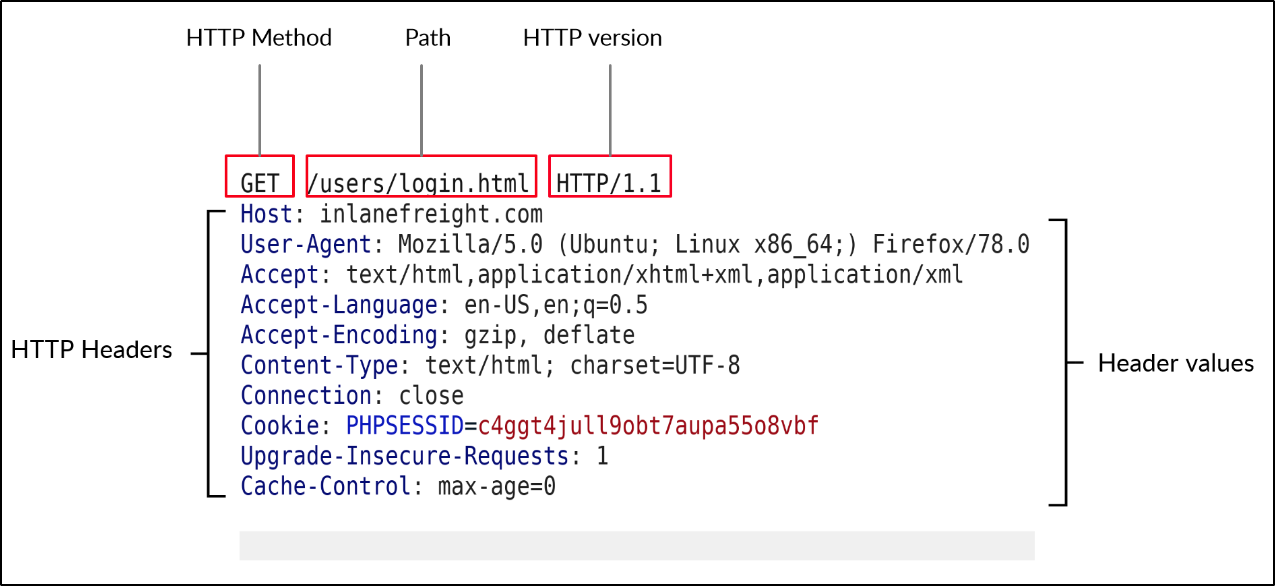 HTTP Method Path HTTP version
GET /users/login.html HTTP/1.1
Host: inlanefreight.com
User-Agent: Mozilla/5.0 (Ubuntu; Linux x86_64;) Firefox/78.0
Accept: text/html,application/xhtml+xml,application/xml
Accept-Language: en-US,en;q=0.5
Accept-Encoding: gzip, deflate
HTTP Headers
Content-Type: text/html; charset=UTF-8
Header values
Connection: close
Cookie: PHPSESSID=c4ggt4jull9obt7aupa55o8vbf
Upgrade-Insecure-Requests: 1
Cache-Control: max-age=0